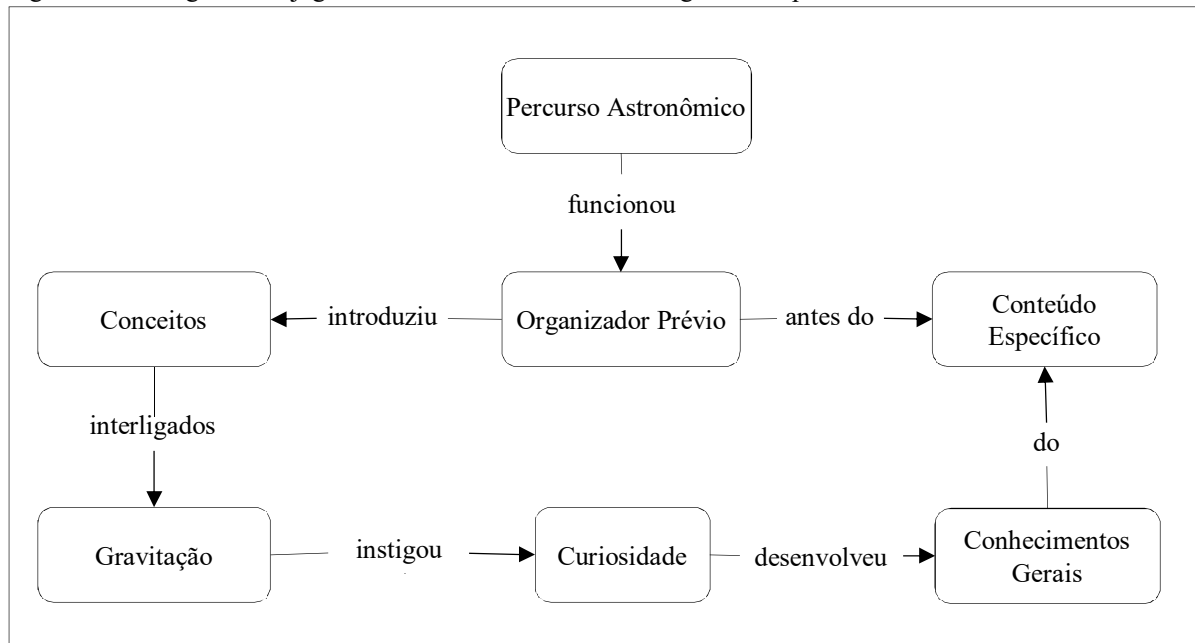 Percurso Astronômico
funcionou
Conceitos
introduziu
Organizador Prévio
antes do
Conteúdo
Específico
interligados
do
Gravitação
instigou
Curiosidade
desenvolveu
Conhecimentos
Gerais